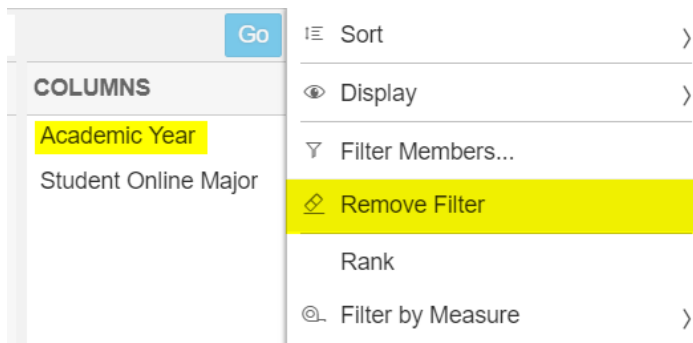 Go
COLUMNS
Academic Year
Student Online Major
Sort
Display
Filter Members...
Remove Filter
Rank
Filter by Measure